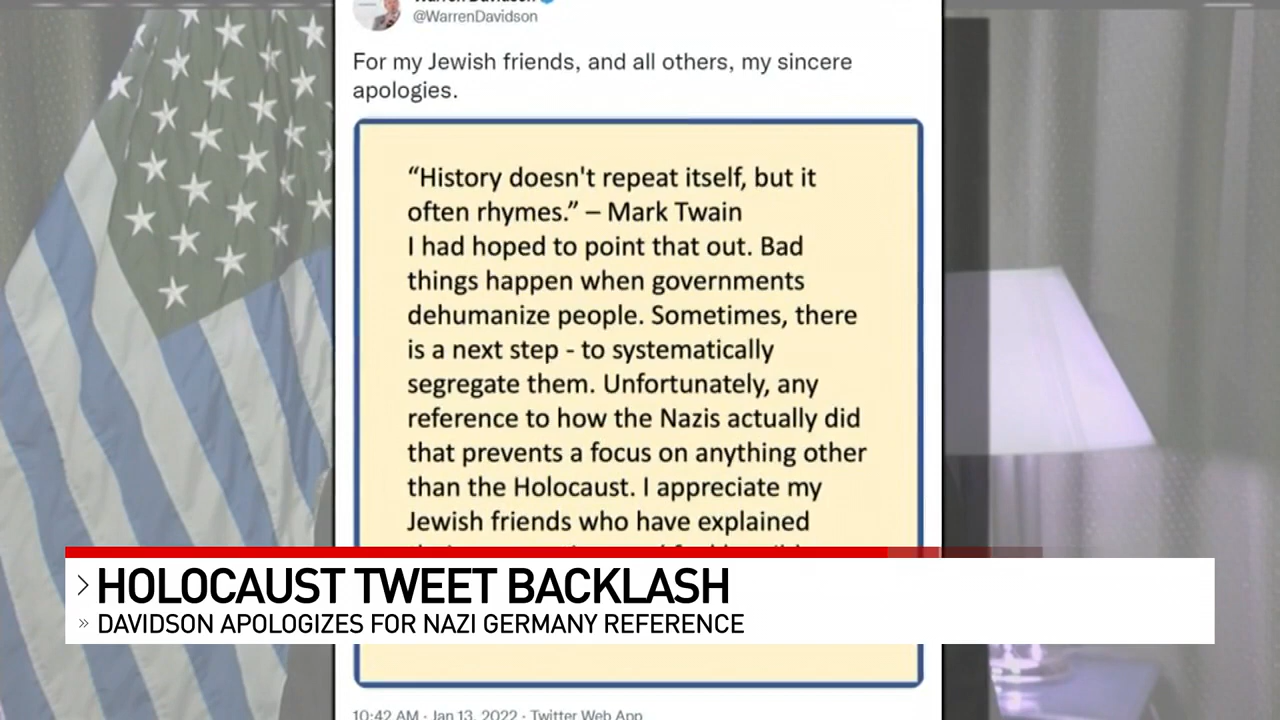 Warren Davidson
@WarrenDavidson
For my Jewish friends, and all others, my sincere
apologies.
“History doesn't repeat itself, but it
often rhymes.” – Mark Twain
I had hoped to point that out. Bad
things happen when governments
dehumanize people. Sometimes, there
is a next step - to systematically
segregate them. Unfortunately, any
reference to how the Nazis actually did
that prevents a focus on anything other
than the Holocaust. I appreciate my
Jewish friends who have explained
HOLOCAUST TWEET BACKLASH
DAVIDSON APOLOGIZES FOR NAZI GERMANY REFERENCE
10:42 AM · Jan 13, 2022 · Twitter Web App